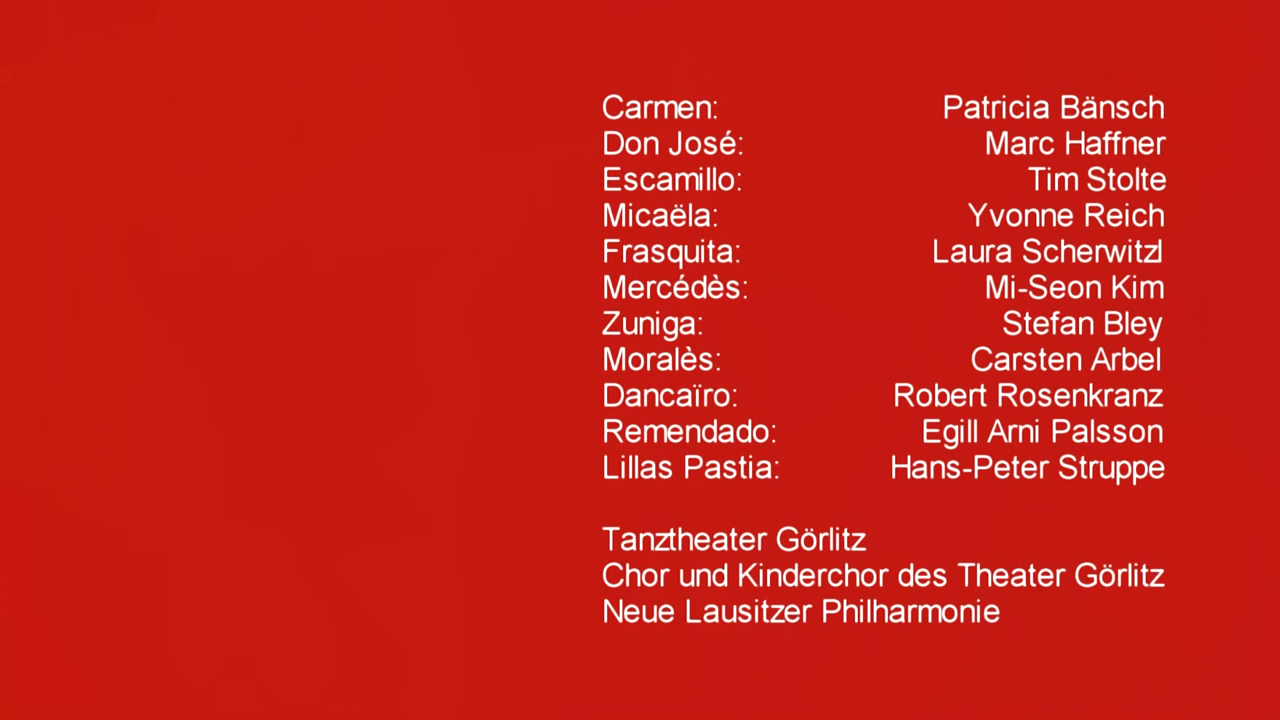 Carmen: Patricia Bänsch
Don José: Marc Haffner
Escamillo: Tim Stolte
Micaëla: Yvonne Reich
Frasquita: Laura Scherwitzl
Mercédès: Mi-Seon Kim
Zuniga: Stefan Bley
Moralès: Carsten Arbel
Dancaïro: Robert Rosenkranz
Remendado: Egill Arni Palsson
Lillas Pastia: Hans-Peter Struppe
Tanztheater Görlitz
Chor und Kinderchor des Theater Görlitz
Neue Lausitzer Philharmonie